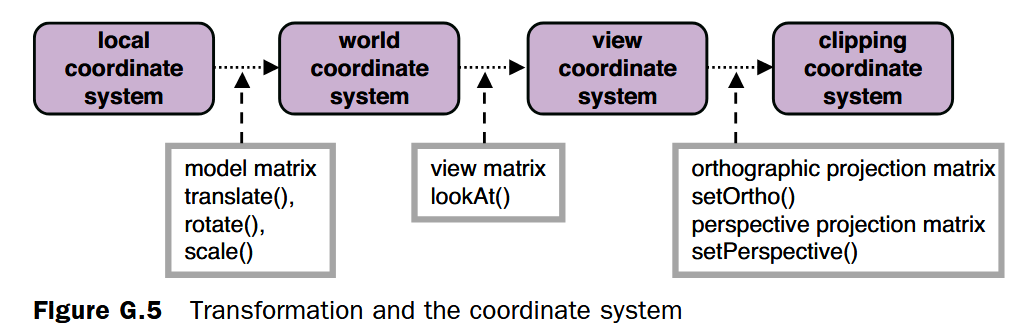 local
coordinate
system
world
coordinate
system
view
coordinate
system
clipping
coordinate
system
model matrix
translate(),
rotate(),
scale()
view matrix
lookAt()
orthographic projection matrix
setOrtho()
perspective projection matrix
setPerspective()
Figure G.5 Transformation and the coordinate system